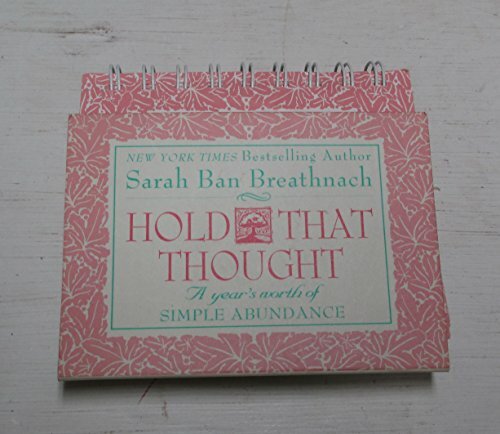 NEW YORK TIMES Bestselling Author
Sarah Ban Breathnach
HOLD THAT
THOUGHT
A year's worth of
SIMPLE ABUNDANCE